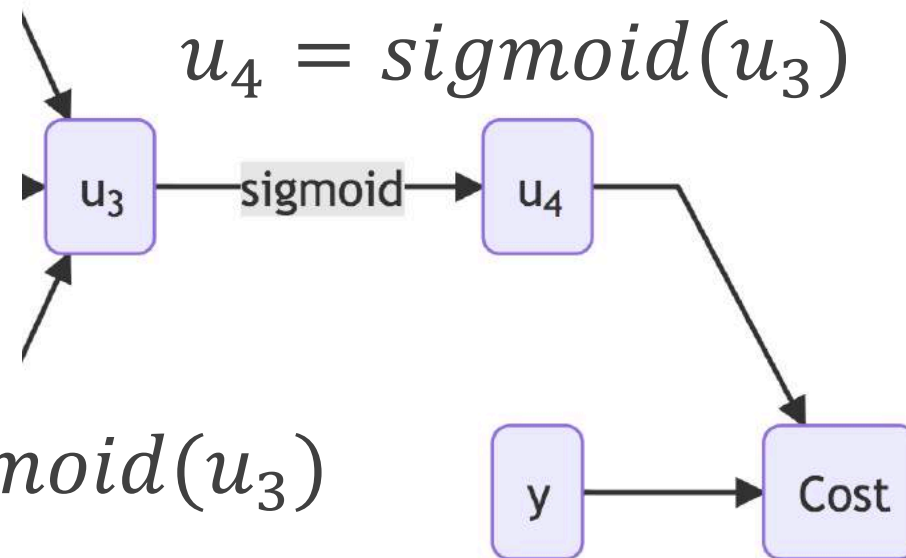 u₄ = sigmoid(u₃)
u₃ sigmoid u₄
moid(u₃)
y Cost